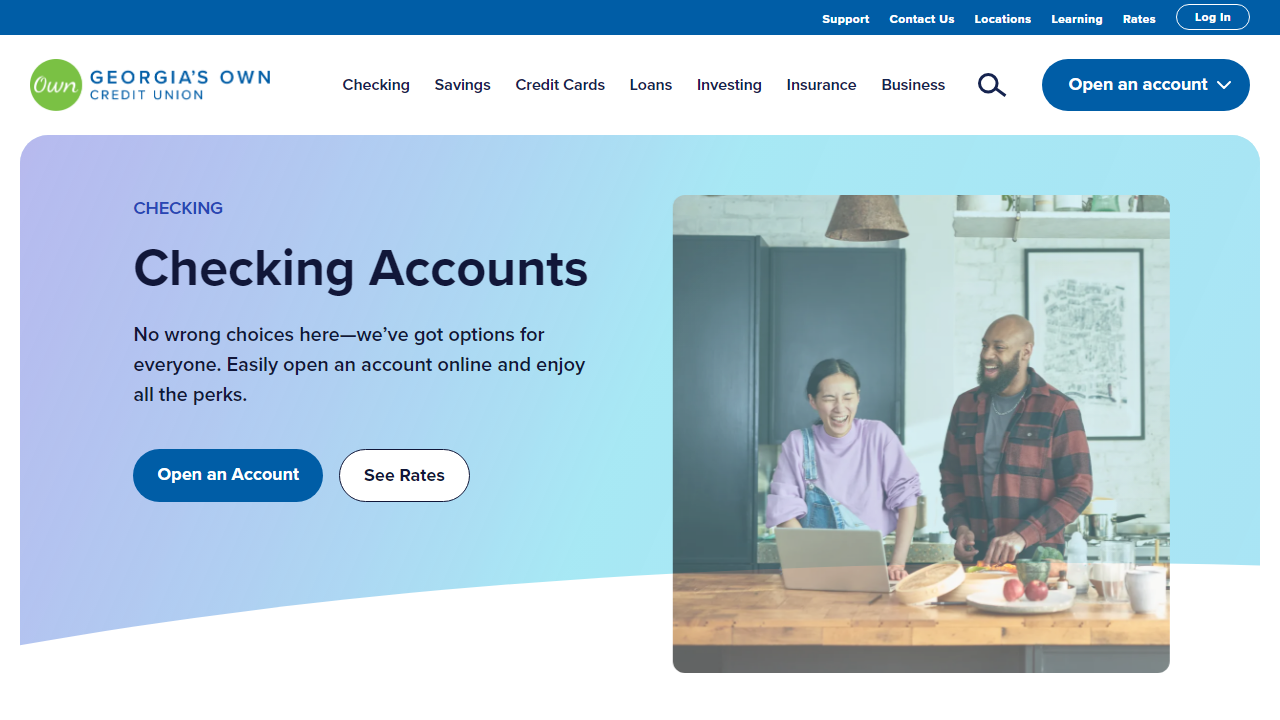 Support Contact Us Locations Learning Rates Log In
Own GEORGIA'S OWN
CREDIT UNION
Checking Savings Credit Cards Loans Investing Insurance Business Open an account
CHECKING
Checking Accounts
No wrong choices here—we’ve got options for
everyone. Easily open an account online and enjoy
all the perks.
Open an Account See Rates